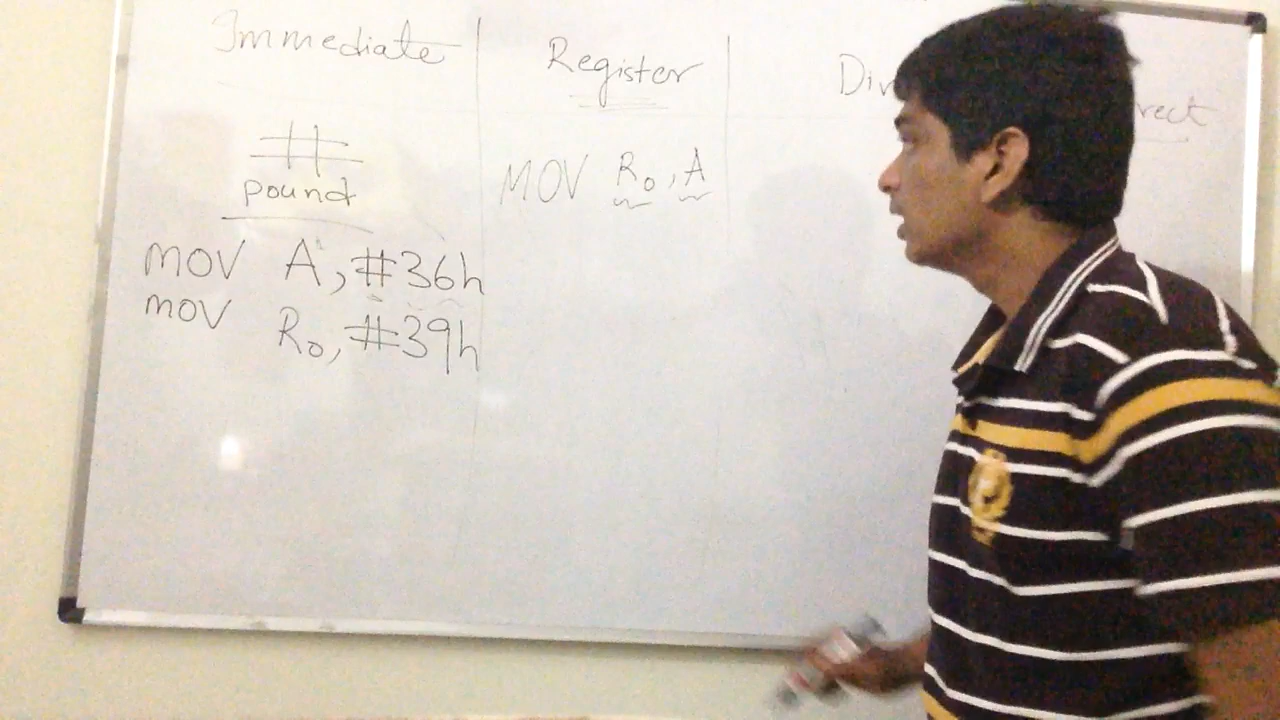 Immediate
#
pound
MOV A, #36h
MOV R0, #39h
Register
MOV R0, A